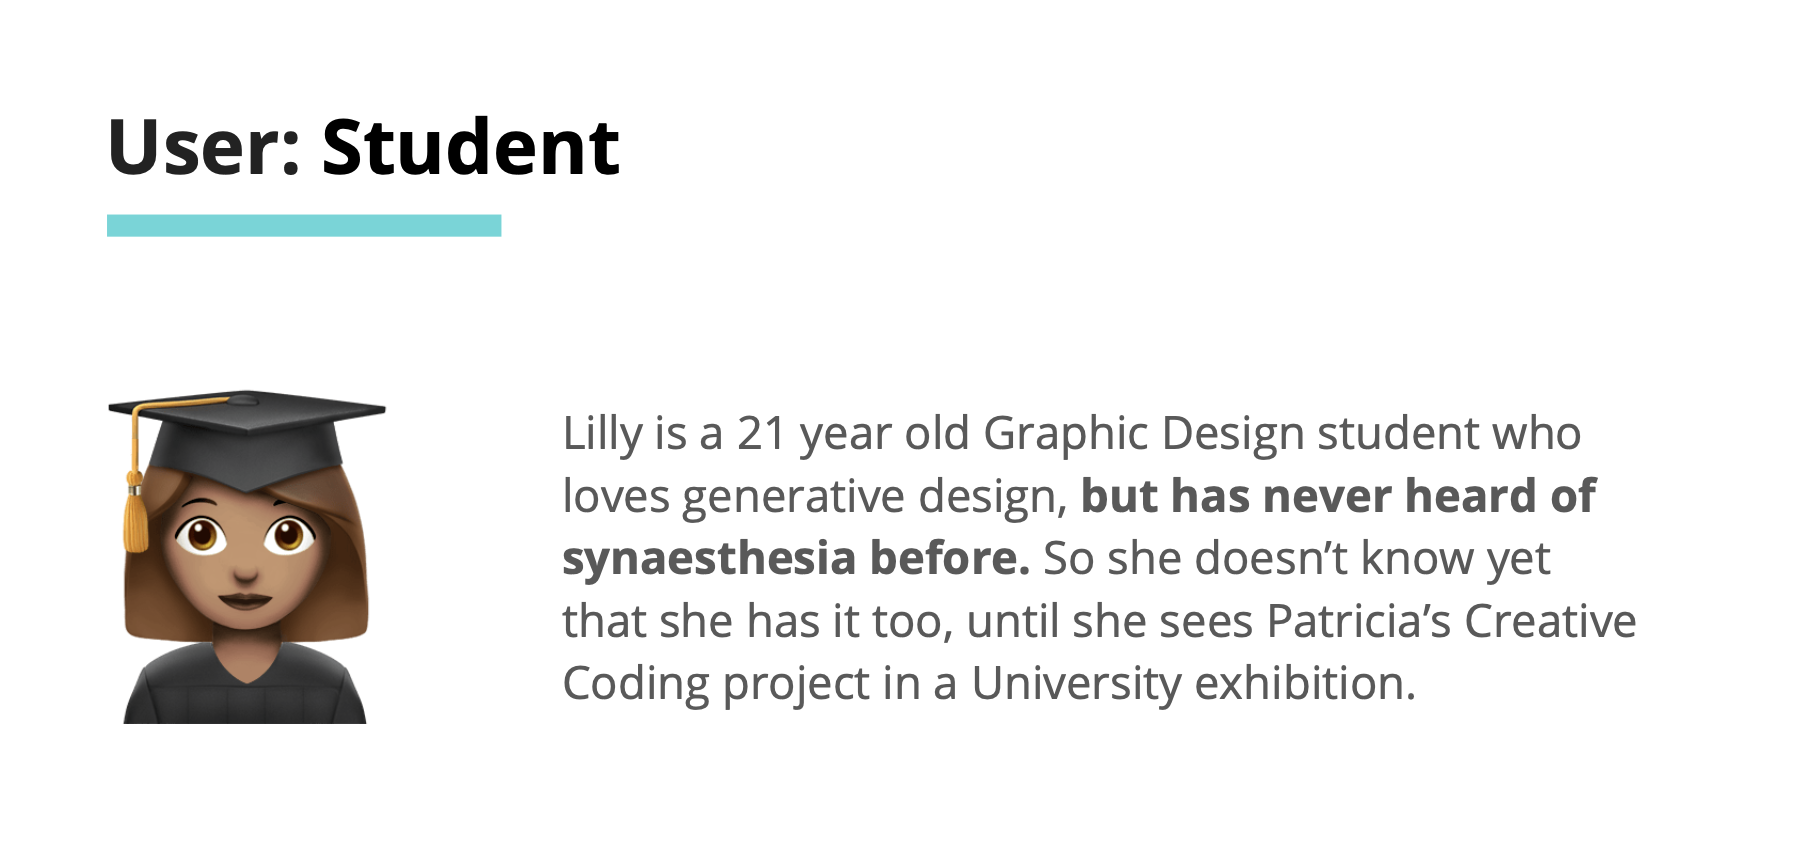 User: Student
Lilly is a 21 year old Graphic Design student who
loves generative design, but has never heard of
synaesthesia before. So she doesn’t know yet
that she has it too, until she sees Patricia’s Creative
Coding project in a University exhibition.